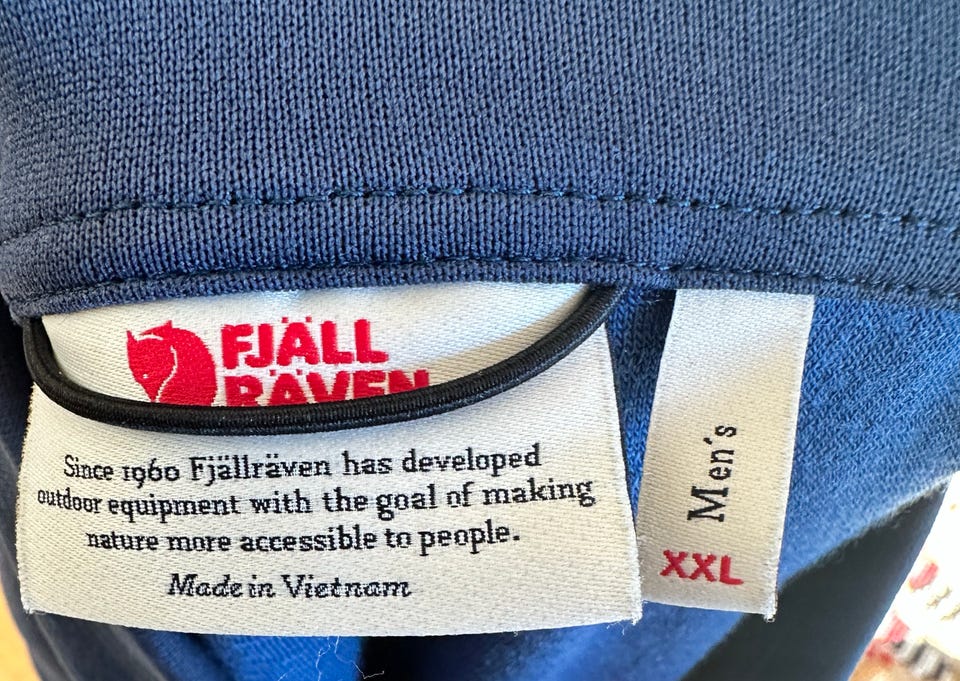 FJÄLL
RÄVEN
Since 1960 Fjällräven has developed
outdoor equipment with the goal of making
nature more accessible to people.
Made in Vietnam
Men's
XXL